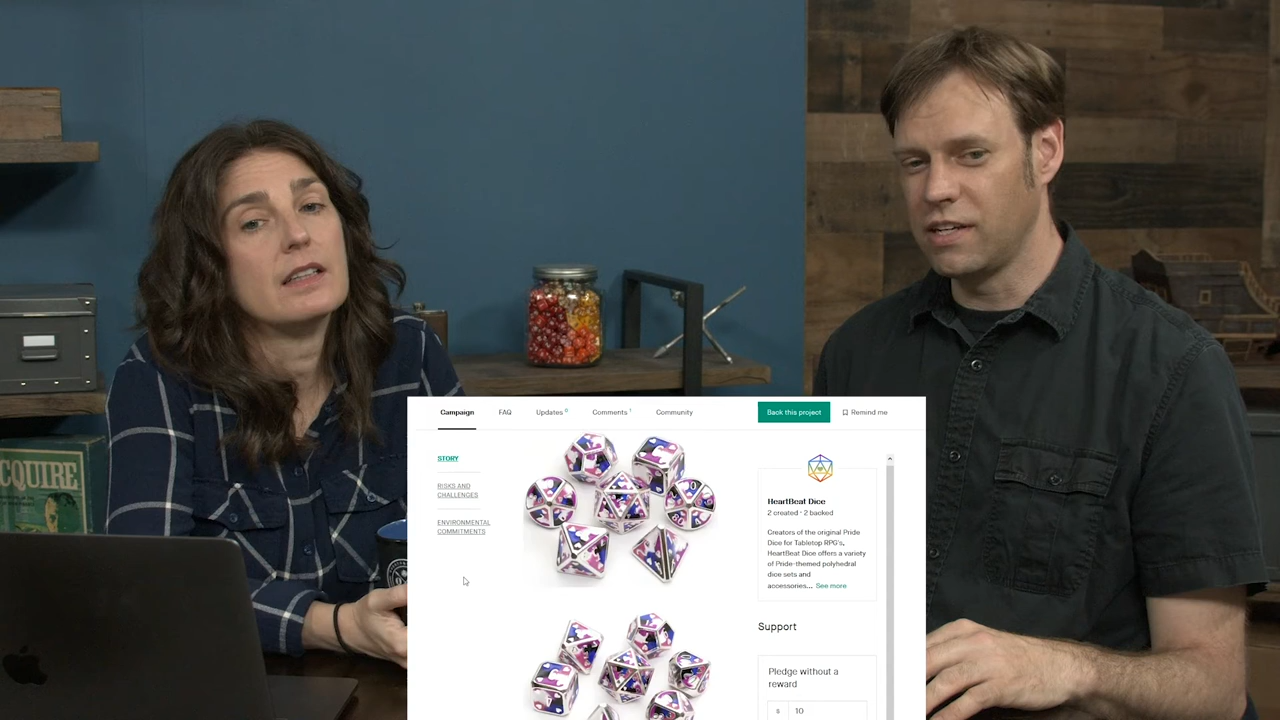 CQUIRE
Campaign
FAQ
Updates 0
Comments 1
Community
Back this project
Remind me
STORY
RISKS AND
CHALLENGES
ENVIRONMENTAL
COMMITMENTS
HeartBeat Dice
2 created · 2 backed
Creators of the original Pride
Dice for Tabletop RPG's,
HeartBeat Dice offers a variety
of Pride-themed polyhedral
dice sets and
accessories... See more
Support
Pledge without a
reward
$ 10